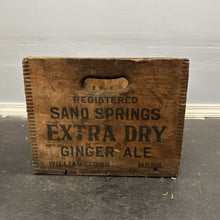 REGISTERED
SAND SPRINGS
EXTRA DRY
GINGER ALE
WILLIAMSTOWN MASS.